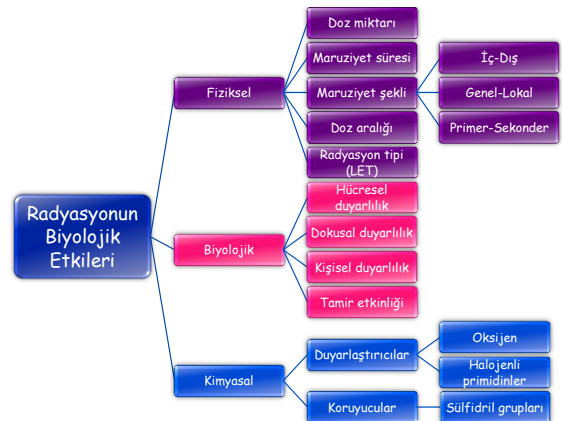 Radyasyonun
Biyolojik
Etkileri
Fiziksel
Doz miktarı
Maruziyet süresi
Maruziyet şekli
İç-Dış
Genel-Lokal
Primer-Sekonder
Doz aralığı
Radyasyon tipi
(LET)
Biyolojik
Hücresel
duyarlılık
Dokusal duyarlılık
Kişisel duyarlılık
Tamir etkinliği
Kimyasal
Duyarlaştırıcılar
Oksijen
Halojenli
primidinler
Koruyucular
Sülfidril grupları